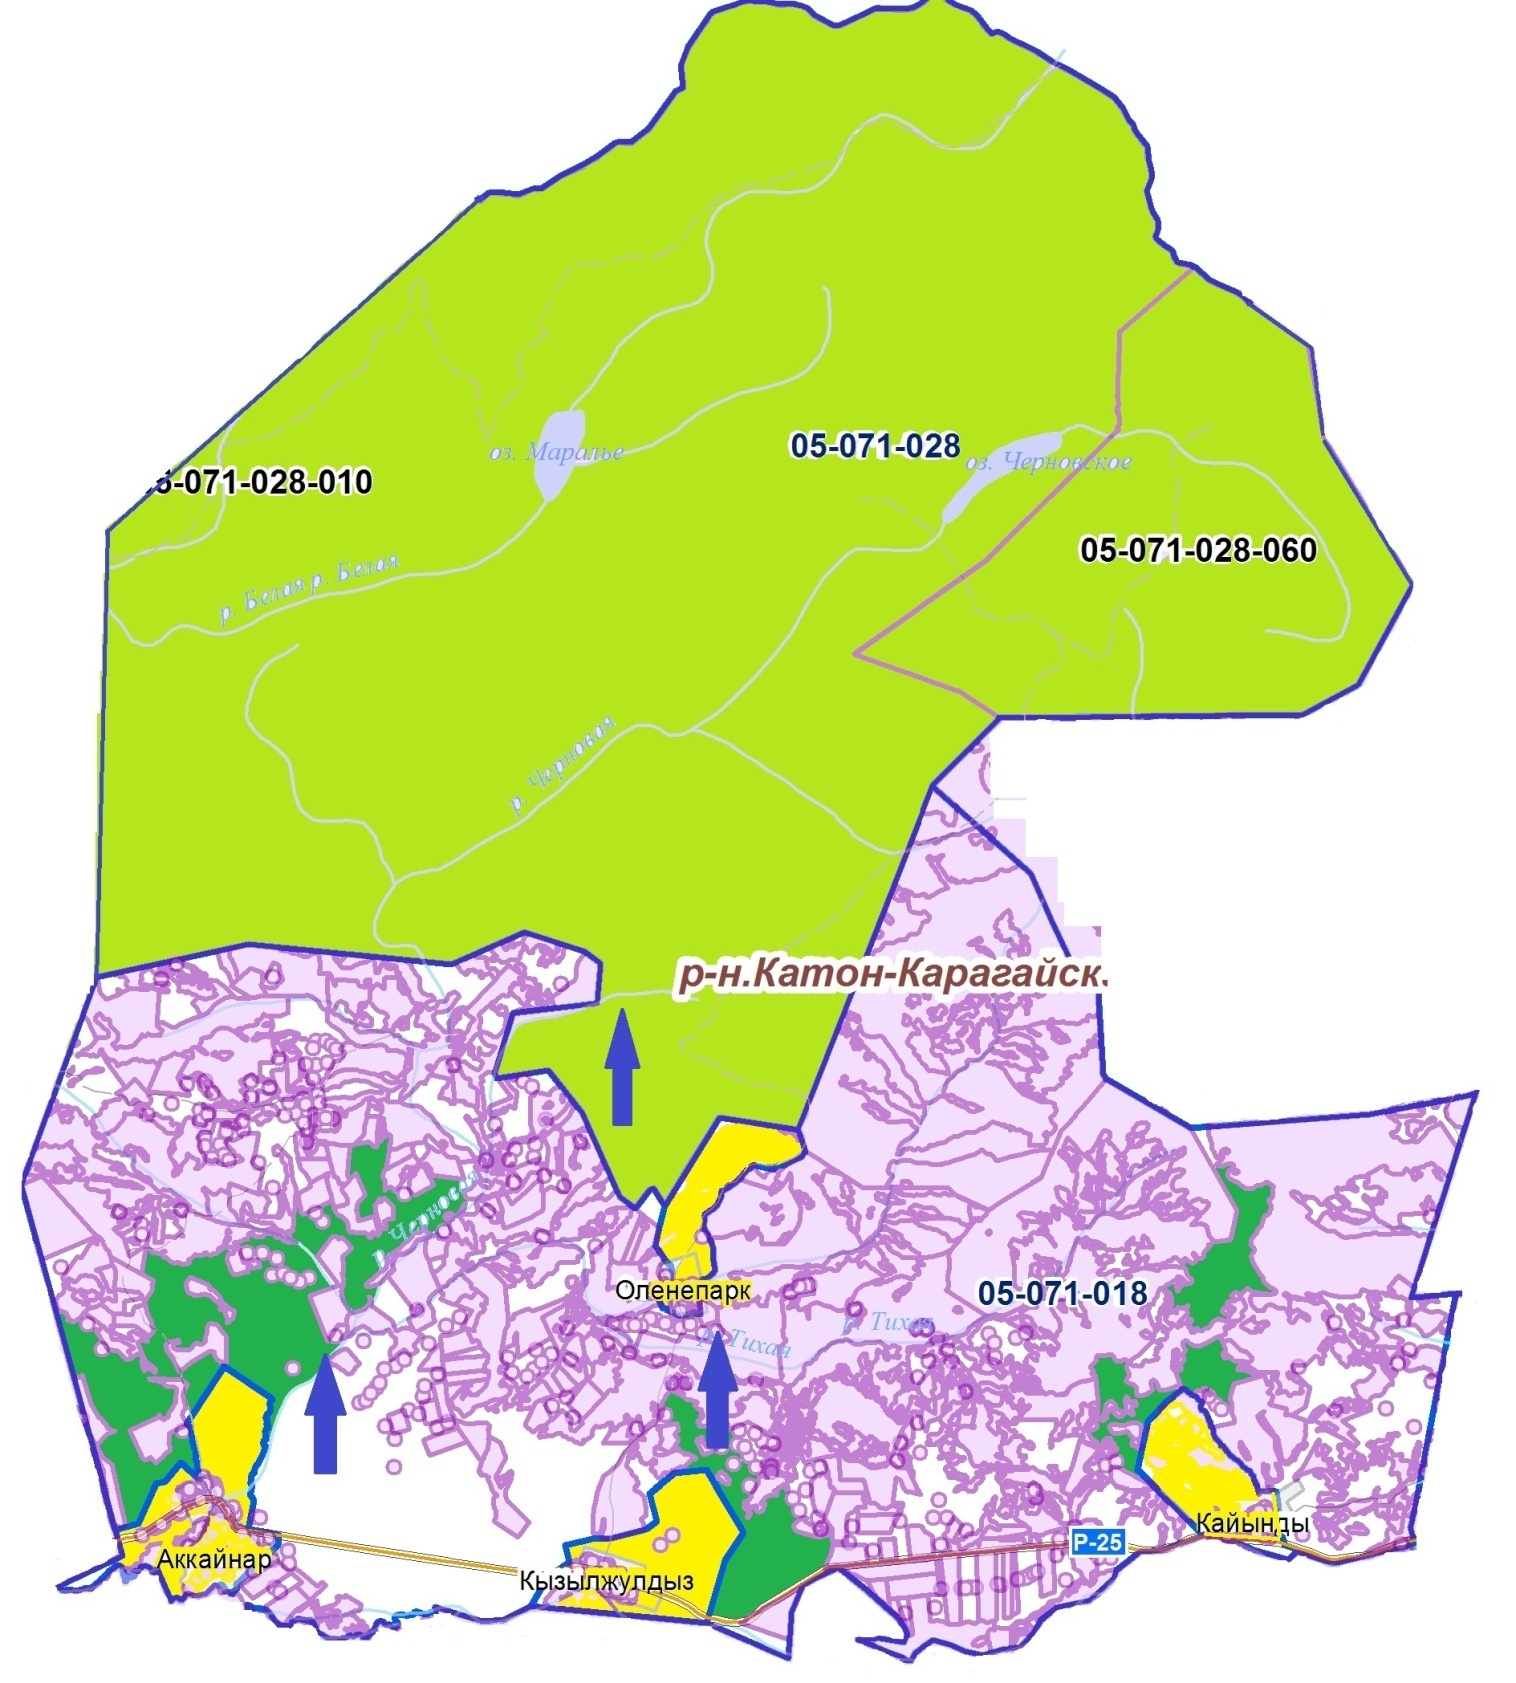 оз. Маралье
05-071-028
оз. Черновское
-071-028-010
05-071-028-060
р. Белая р. Белая
р. Черновая
р-н.Катон-Карагайск.
р. Черновая
Оленепарк
05-071-018
р. Тихая
р. Тихая
Р-25
Кайынды
Аккайнар
Кызылжулдыз